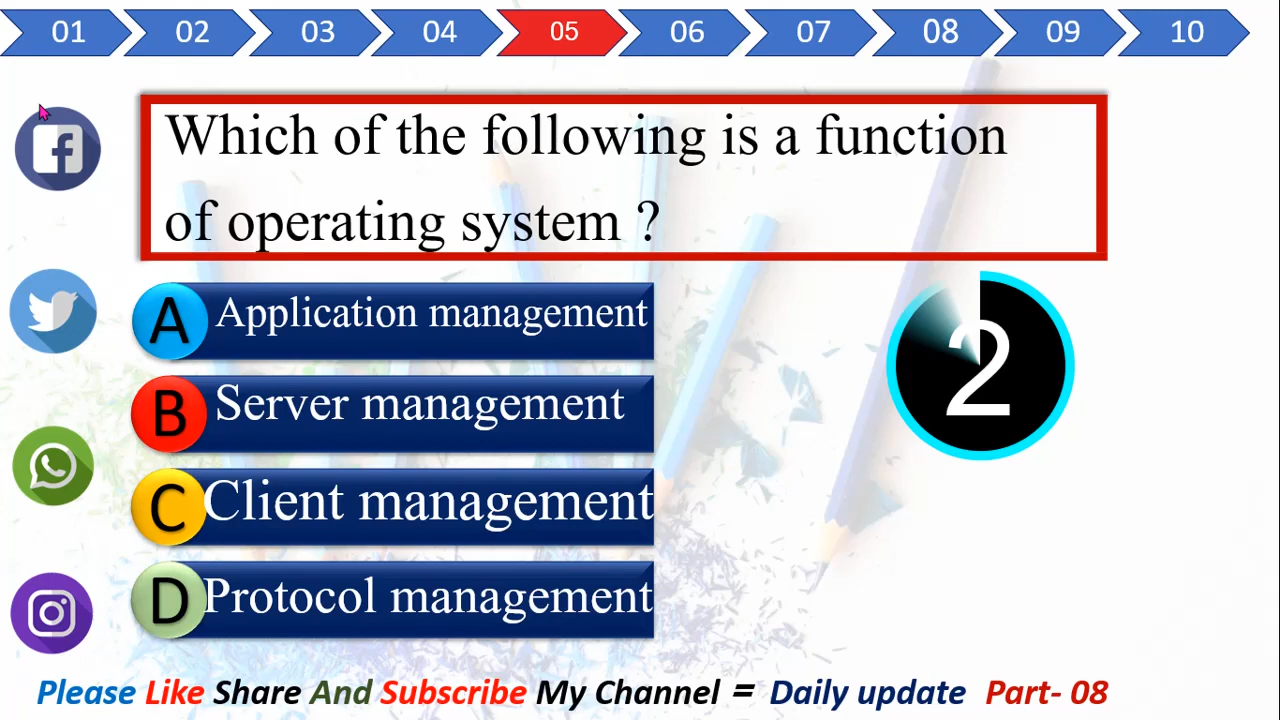 01 02 03 04 05 06 07 08 09 10
Which of the following is a function
of operating system ?
A Application management
B Server management
C Client management
D Protocol management
2
Please Like Share And Subscribe My Channel = Daily update Part- 08